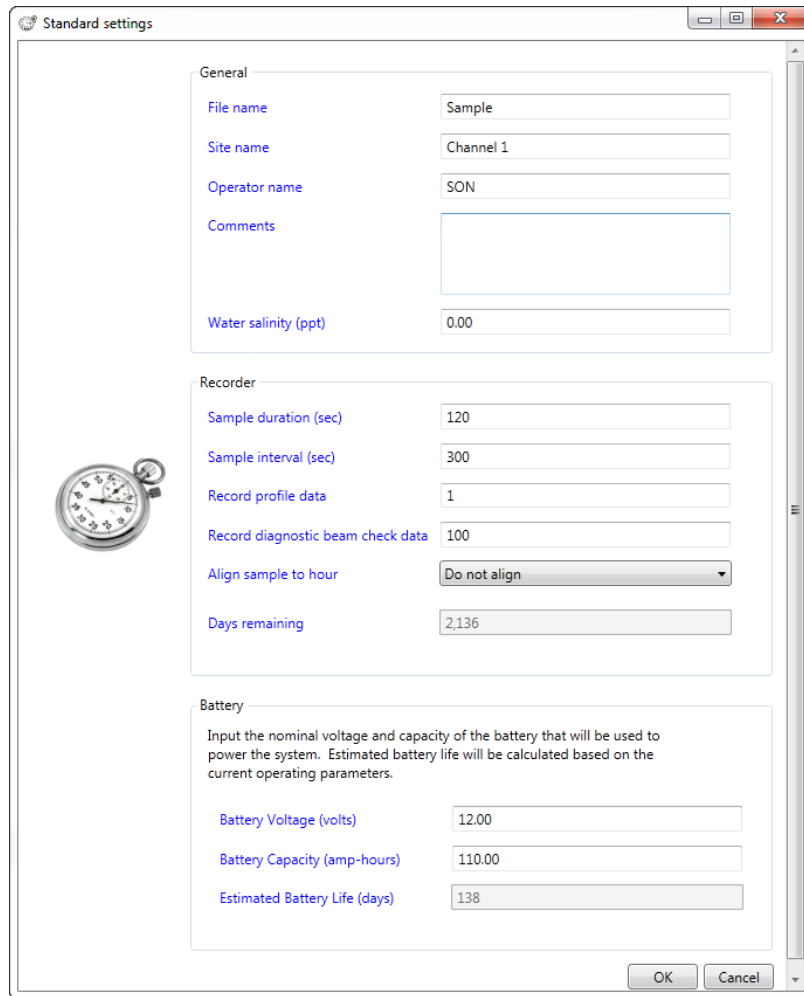 Standard settings
General
File name Sample
Site name Channel 1
Operator name SON
Comments
Water salinity (ppt) 0.00
Recorder
Sample duration (sec) 120
Sample interval (sec) 300
Record profile data 1
Record diagnostic beam check data 100
Align sample to hour Do not align
Days remaining 2,136
Battery
Input the nominal voltage and capacity of the battery that will be used to
power the system. Estimated battery life will be calculated based on the
current operating parameters.
Battery Voltage (volts) 12.00
Battery Capacity (amp-hours) 110.00
Estimated Battery Life (days) 138
OK Cancel